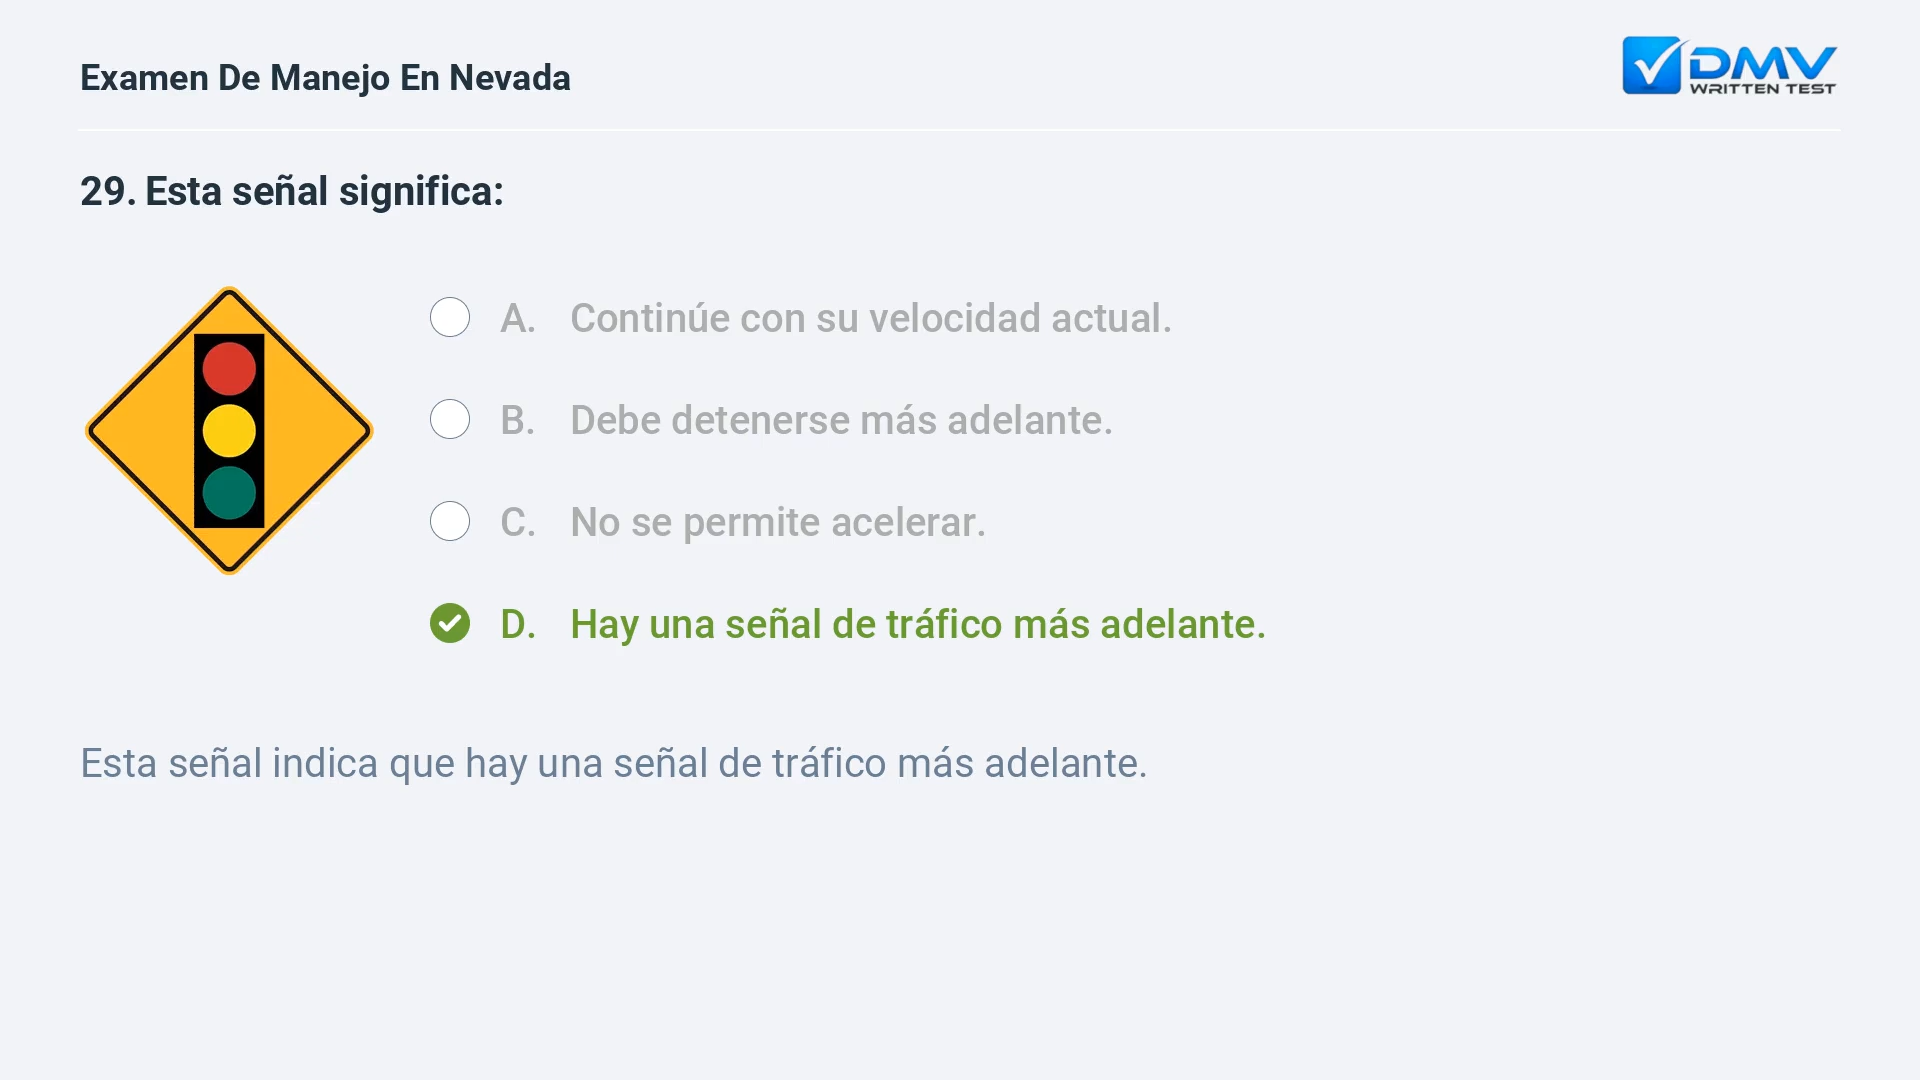 Examen De Manejo En Nevada
DMV
WRITTEN TEST
29. Esta señal significa:
A. Continúe con su velocidad actual.
B. Debe detenerse más adelante.
C. No se permite acelerar.
D. Hay una señal de tráfico más adelante.
Esta señal indica que hay una señal de tráfico más adelante.